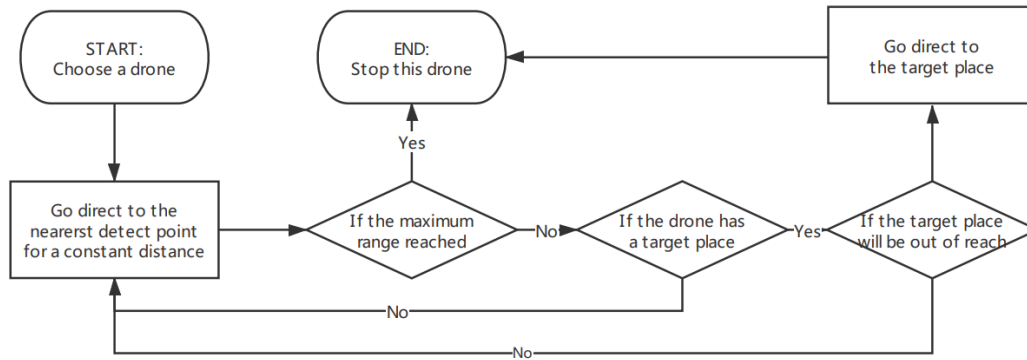 START:
Choose a drone
END:
Stop this drone
Go direct to
the target place
Yes
Go direct to the
nearerst detect point
for a constant distance
If the maximum
range reached
No
If the drone has
a target place
Yes
If the target place
will be out of reach
No
No